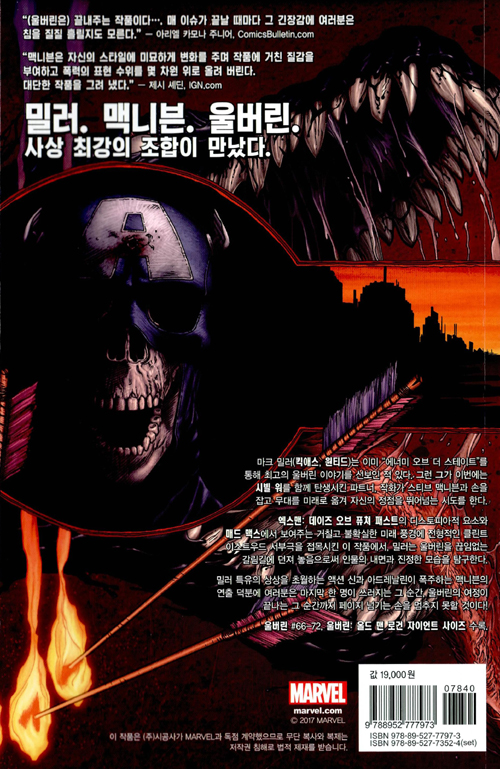 “(울버린은) 끝내주는 작품이다… 매 이슈가 끝날 때마다 그 긴장감에 여러분은
침을 질질 흘릴지도 모른다.” — 아리엘 카모나 주니어, ComicsBulletin.com
“맥니븐은 자신의 스타일에 미묘하게 변화를 주며 작품에 거친 질감을
부여하고 폭력의 표현 수위를 몇 차원 위로 올려 버린다.
대단한 작품을 그려 냈다.” — 제시 셰딘, IGN.com
밀러. 맥니븐. 울버린.
사상 최강의 조합이 만났다.
A
마크 밀러(킥애스, 원티드)는 이미 “에너미 오브 더 스테이트”를
통해 최고의 울버린 이야기를 선보인 적 있다. 그런 그가 이번에는
시빌 워를 함께 탄생시킨 파트너, 작화가 스티브 맥니븐과 손을
잡고 무대를 미래로 옮겨 자신의 정점을 뛰어넘는 시도를 한다.
엑스맨: 데이즈 오브 퓨처 패스트의 디스토피아적 요소와
매드 맥스에서 보여주는 거칠고 불확실한 미래 풍경에 전형적인 클린트
이스트우드 서부극을 접목시킨 이 작품에서, 밀러는 울버린을 끊임없는
갈림길에 던져 놓음으로써 인물의 내면과 진정한 모습을 탐구한다.
밀러 특유의 상상을 초월하는 액션 신과 아드레날린이 폭주하는 맥니븐의
연출 덕분에 여러분은 마지막 한 명이 쓰러지는 그 순간, 울버린의 여정이
끝나는 그 순간까지 페이지 넘기는 손을 멈추지 못할 것이다!
울버린 #66–72, 울버린: 올드 맨 로건 자이언트 사이즈 수록.
MARVEL
marvel.com
© 2017 MARVEL
이 작품은 (주)시공사가 MARVEL과 독점 계약했으므로 무단 복사와 복제는
저작권 침해로 법적 제재를 받습니다.
값 19,000원
07840
9 788952 777973
ISBN 978-89-527-7797-3
ISBN 978-89-527-7352-4(set)